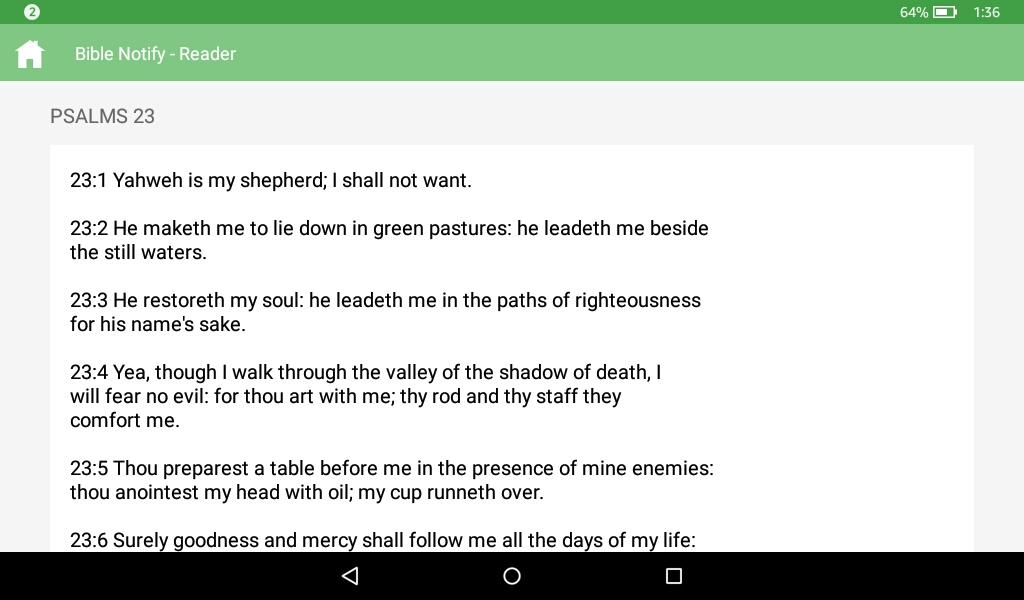 2
64%
1:36
Bible Notify - Reader
PSALMS 23
23:1 Yahweh is my shepherd; I shall not want.
23:2 He maketh me to lie down in green pastures: he leadeth me beside
the still waters.
23:3 He restoreth my soul: he leadeth me in the paths of righteousness
for his name's sake.
23:4 Yea, though I walk through the valley of the shadow of death, I
will fear no evil: for thou art with me; thy rod and thy staff they
comfort me.
23:5 Thou preparest a table before me in the presence of mine enemies:
thou anointest my head with oil; my cup runneth over.
23:6 Surely goodness and mercy shall follow me all the days of my life: